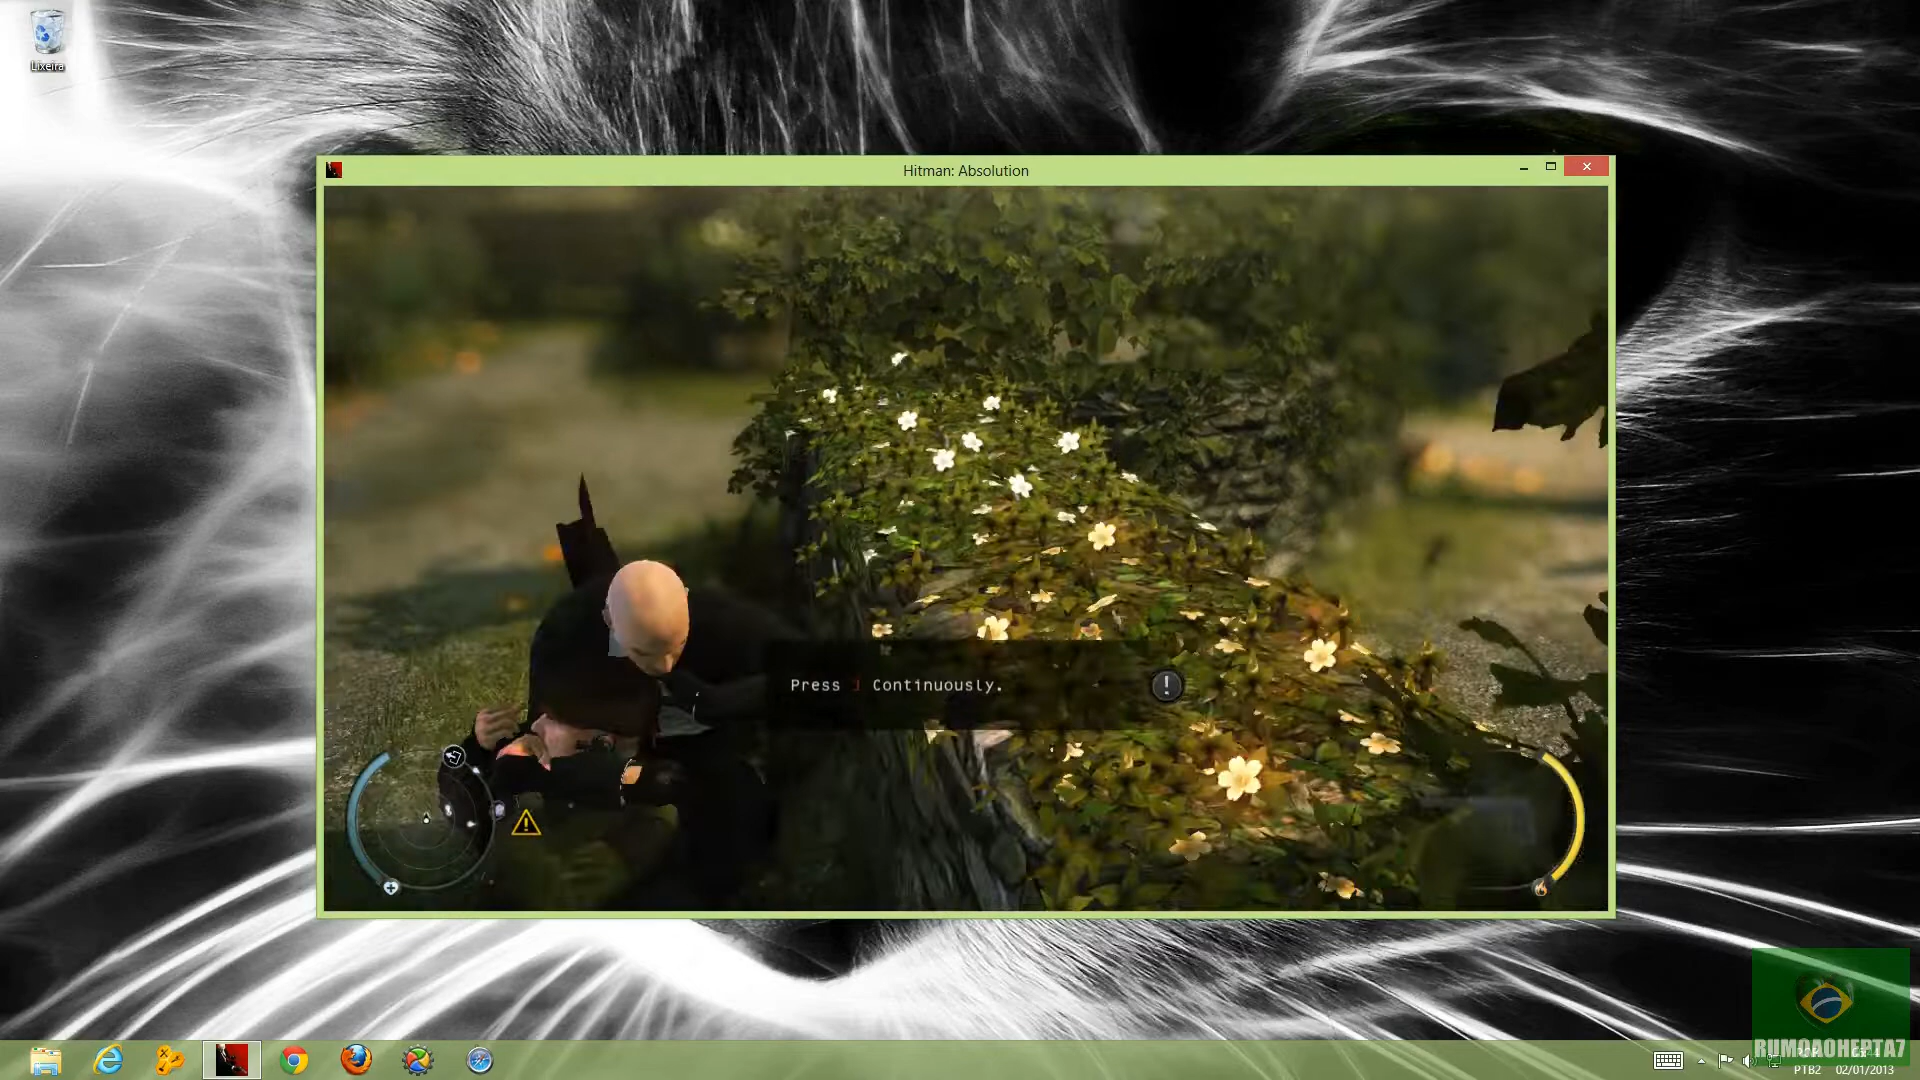 Lixeira
Hitman: Absolution
Press J Continuously.
RUMOAOHEPTA7
PTB2 02/01/2013